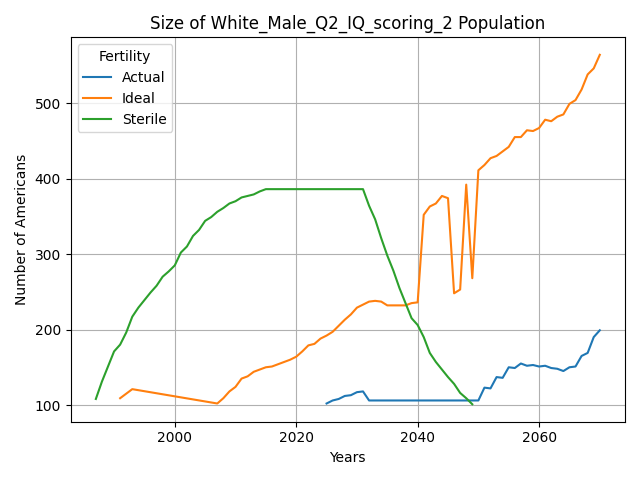 Size of White_Male_Q2_IQ_scoring_2 Population
Fertility
Actual
Ideal
Sterile
Number of Americans
500
400
300
200
100
2000
2020
2040
2060
Years